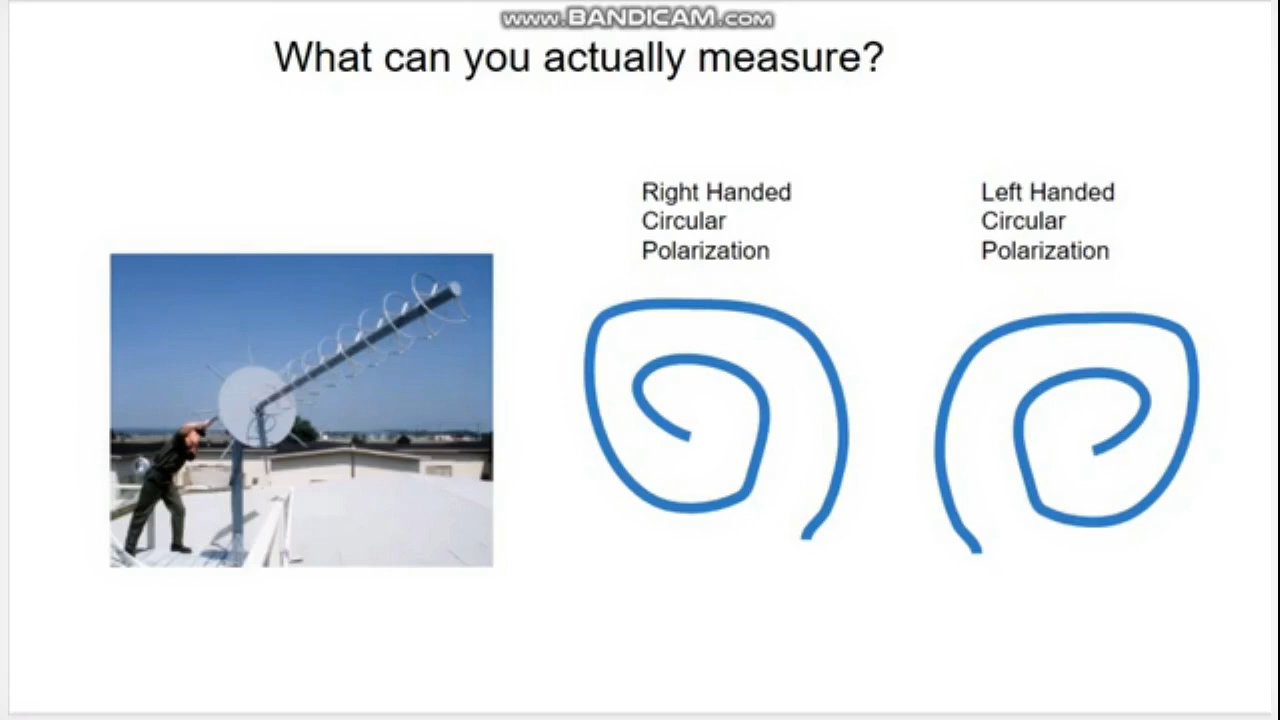 www.BANDICAM.com
What can you actually measure?
Right Handed
Circular
Polarization
Left Handed
Circular
Polarization